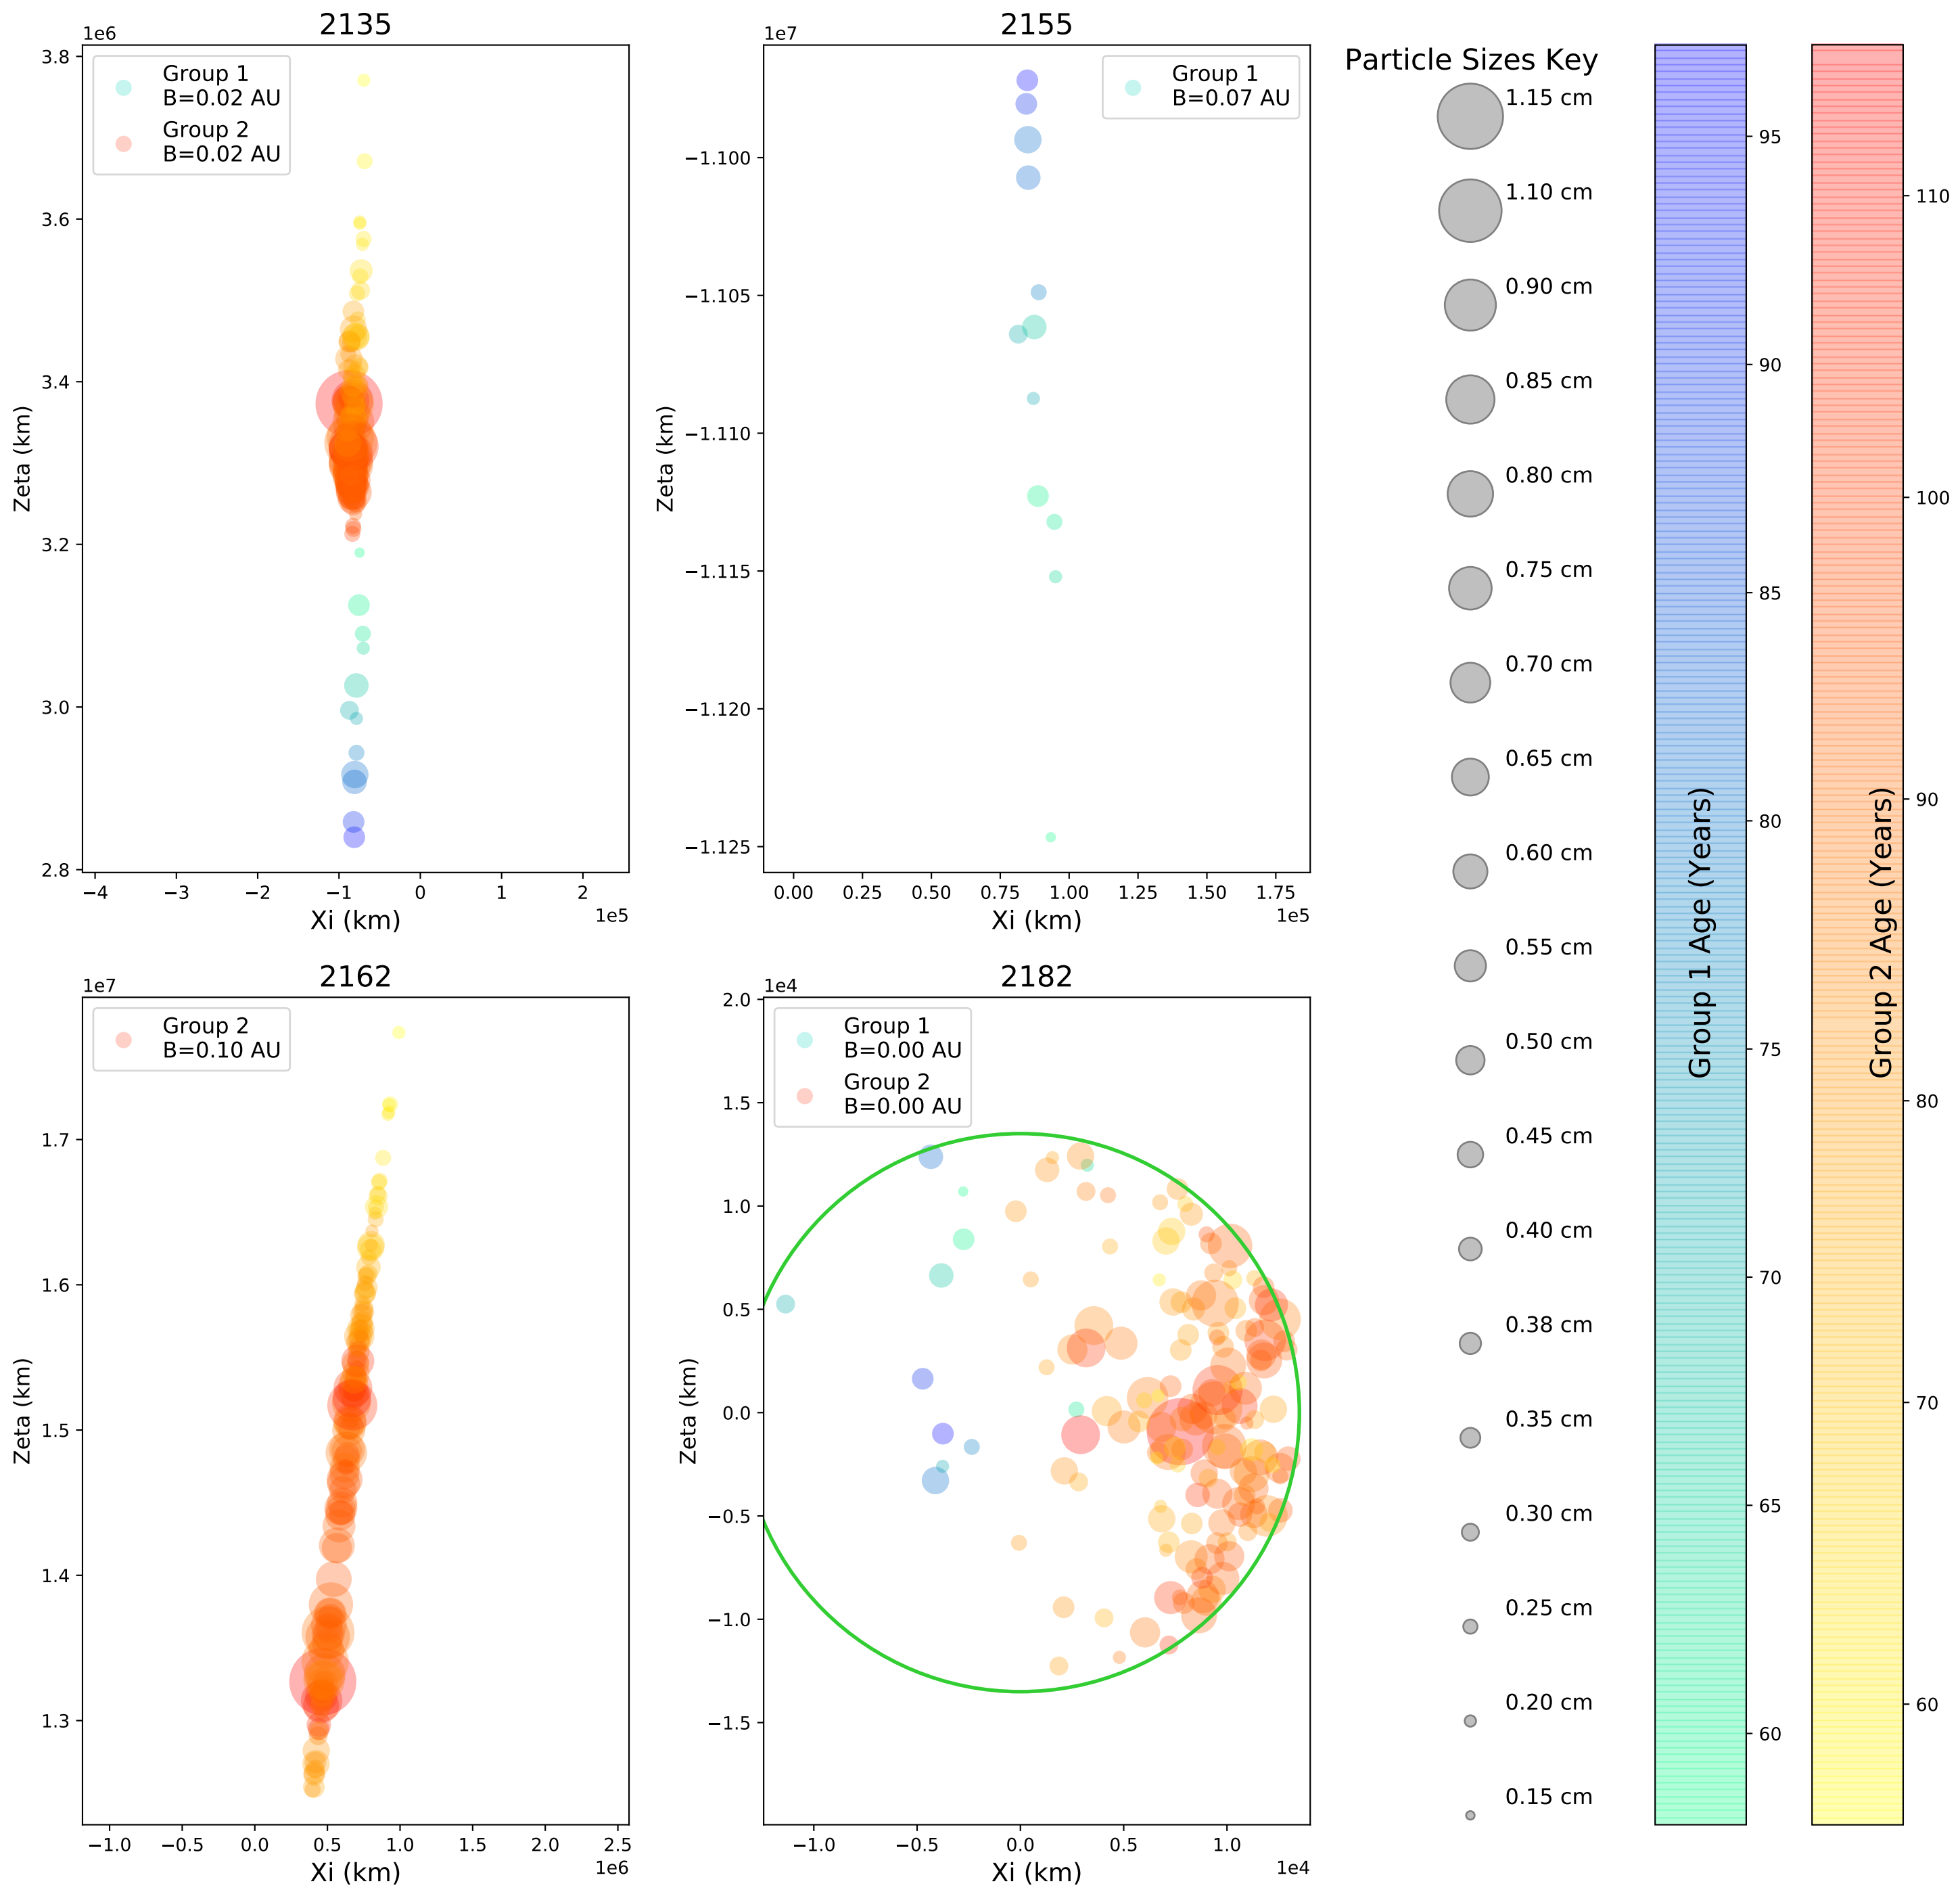 2135
1e6
3.8
3.6
3.4
3.2
3.0
2.8
Zeta (km)
Group 1
B=0.02 AU
Group 2
B=0.02 AU
−4
−3
−2
−1
0
1
2
1e5
Xi (km)
2155
1e7
−1.100
−1.105
−1.110
−1.115
−1.120
−1.125
Zeta (km)
Group 1
B=0.07 AU
0.00
0.25
0.50
0.75
1.00
1.25
1.50
1.75
1e5
Xi (km)
2162
1e7
1.7
1.6
1.5
1.4
1.3
Zeta (km)
Group 2
B=0.10 AU
−1.0
−0.5
0.0
0.5
1.0
1.5
2.0
2.5
1e6
Xi (km)
2182
1e4
2.0
1.5
1.0
0.5
0.0
−0.5
−1.0
−1.5
Zeta (km)
Group 1
B=0.00 AU
Group 2
B=0.00 AU
−1.0
−0.5
0.0
0.5
1.0
1e4
Xi (km)
Particle Sizes Key
1.15 cm
1.10 cm
0.90 cm
0.85 cm
0.80 cm
0.75 cm
0.70 cm
0.65 cm
0.60 cm
0.55 cm
0.50 cm
0.45 cm
0.40 cm
0.38 cm
0.35 cm
0.30 cm
0.25 cm
0.20 cm
0.15 cm
Group 1 Age (Years)
95
90
85
80
75
70
65
60
Group 2 Age (Years)
110
100
90
80
70
60